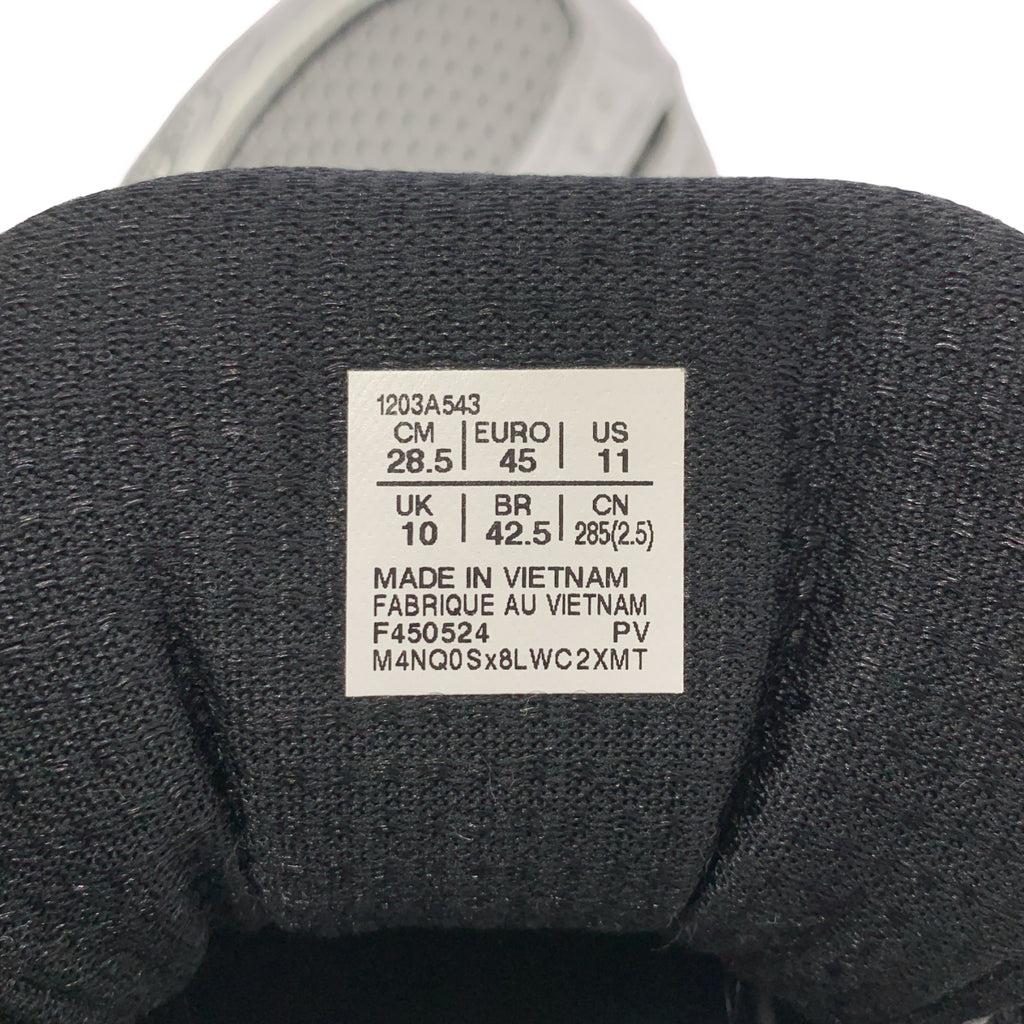 1203A543
CM | EURO | US
28.5 | 45 | 11
UK | BR | CN
10 | 42.5 | 285(2.5)
MADE IN VIETNAM
FABRIQUE AU VIETNAM
F450524 PV
M4NQ0Sx8LWC2XMT